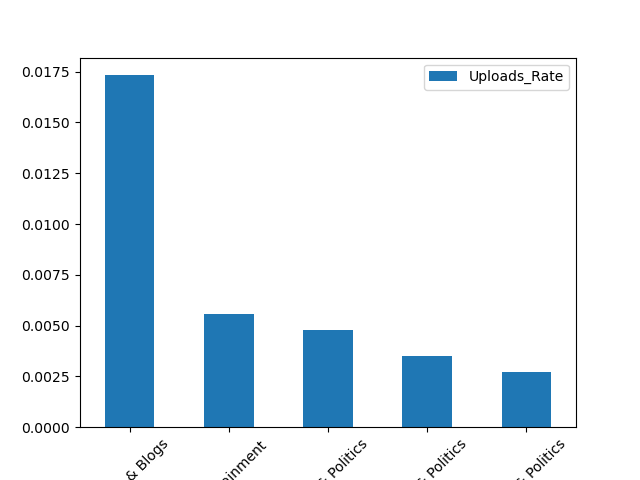 0.0175
0.0150
0.0125
0.0100
0.0075
0.0050
0.0025
0.0000
Uploads_Rate
& Blogs
ainment
& Politics
& Politics
& Politics